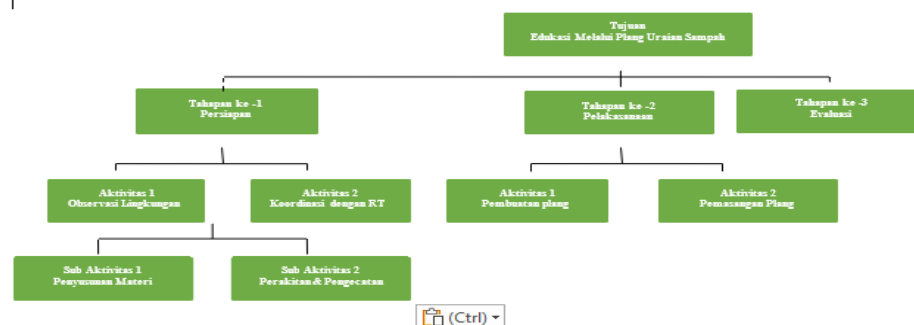 Tujuan
Edukasi Melalui Plang Uraian Sampah
Tahapan ke -1
Persiapan
Tahapan ke -2
Pelakasanaan
Tahapan ke -3
Evaluasi
Aktivitas 1
Observasi Lingkungan
Aktivitas 2
Koordinasi dengan RT
Aktivitas 1
Pembuatan plang
Aktivitas 2
Pemasangan Plang
Sub Aktivitas 1
Penyusunan Materi
Sub Aktivitas 2
Perakitan & Pengecatan
(Ctrl)